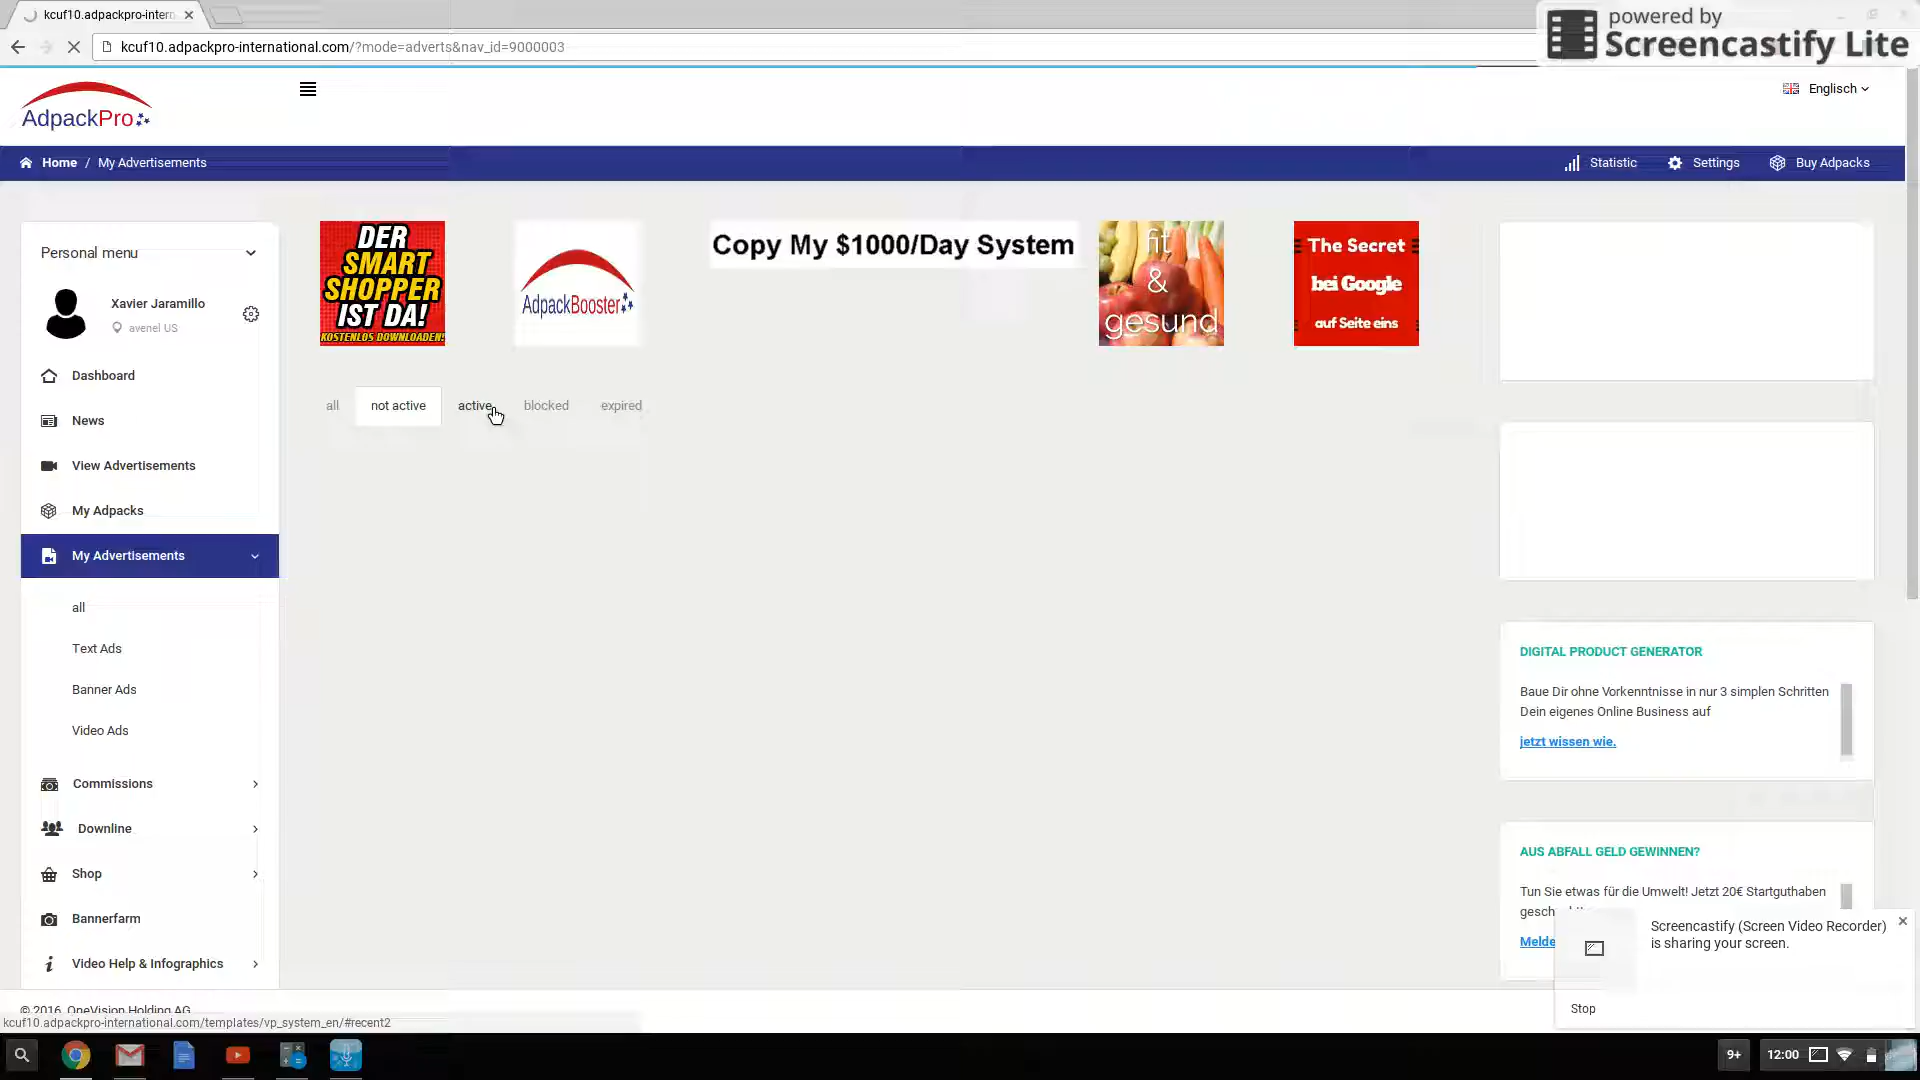 kcuf10.adpackpro-intern
powered by
Screencastify Lite
kcuf10.adpackpro-international.com/?mode=adverts&nav_id=9000003
AdpackPro
Englisch
Home / My Advertisements
Statistic
Settings
Buy Adpacks
Personal menu
Xavier Jaramillo
avenel US
Dashboard
News
View Advertisements
My Adpacks
My Advertisements
all
Text Ads
Banner Ads
Video Ads
Commissions
Downline
Shop
Bannerfarm
Video Help & Infographics
DER
SMART
SHOPPER
IST DA!
KOSTENLOS DOWNLOADEN!
AdpackBooster
Copy My $1000/Day System
fit
&
gesund
The Secret
bei Google
auf Seite eins
all
not active
active
blocked
expired
DIGITAL PRODUCT GENERATOR
Baue Dir ohne Vorkenntnisse in nur 3 simplen Schritten
Dein eigenes Online Business auf
jetzt wissen wie.
AUS ABFALL GELD GEWINNEN?
Tun Sie etwas für die Umwelt! Jetzt 20€ Startguthaben
Screencastify (Screen Video Recorder)
is sharing your screen.
Stop
© 2016 OneVision Holding AG
kcuf10.adpackpro-international.com/templates/vp_system_en/#recent2
9+
12:00